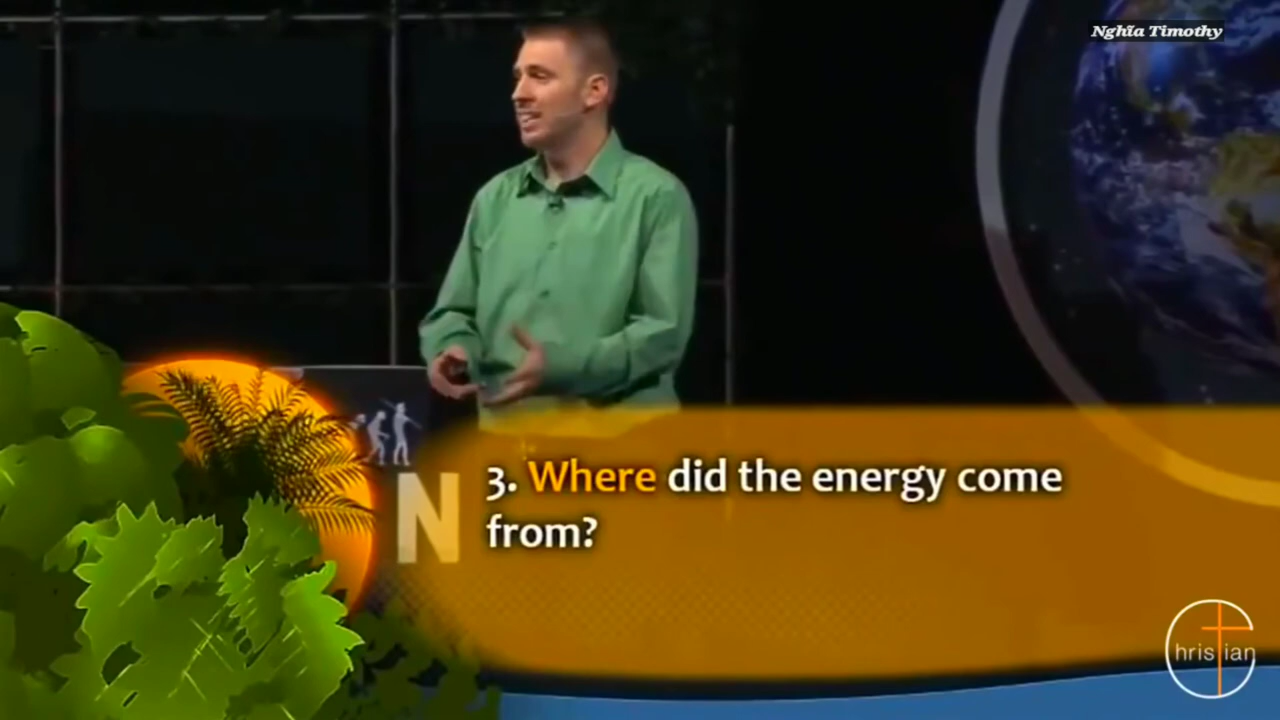 Nghĩa Timothy
N
3. Where did the energy come
from?
hristian